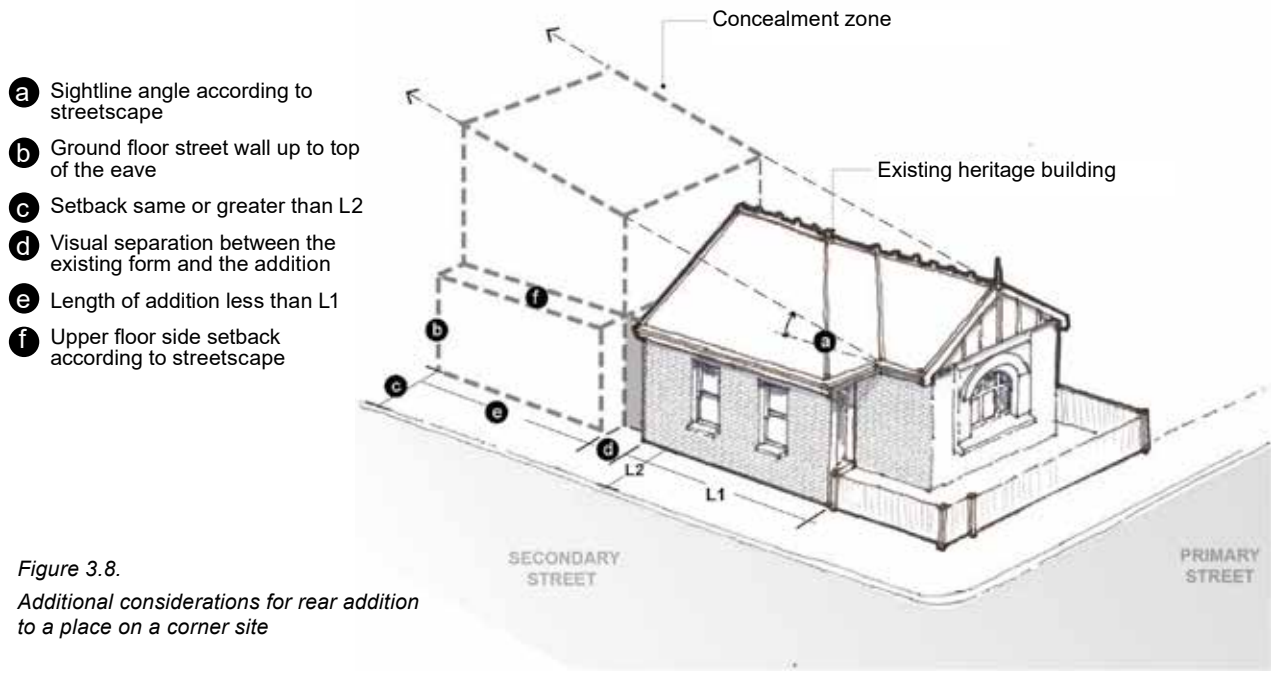 Concealment zone
a Sightline angle according to
streetscape
b Ground floor street wall up to top
of the eave
c Setback same or greater than L2
d Visual separation between the
existing form and the addition
e Length of addition less than L1
f Upper floor side setback
according to streetscape
Existing heritage building
f
b
a
c
e
d
L2
L1
SECONDARY
STREET
PRIMARY
STREET
Figure 3.8.
Additional considerations for rear addition
to a place on a corner site